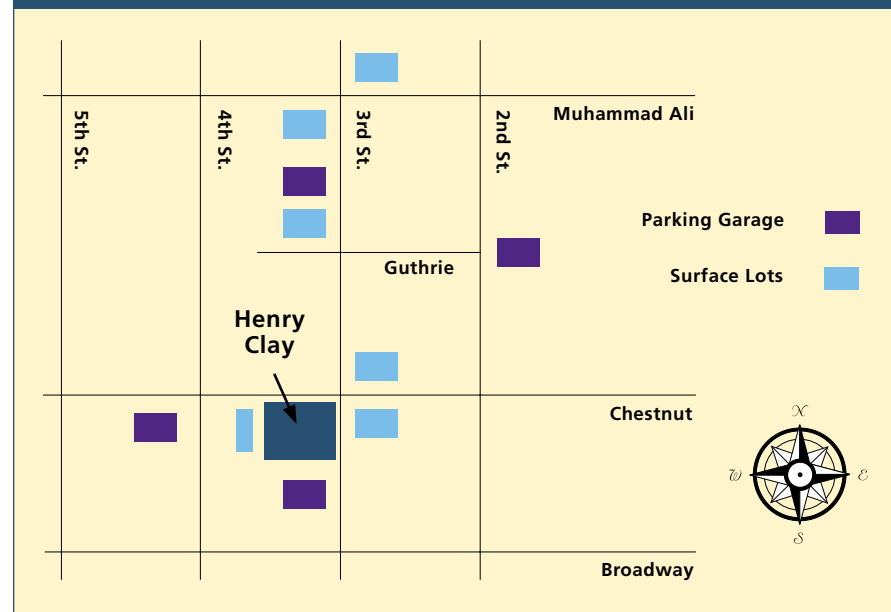 Muhammad Ali
5th St.
4th St.
3rd St.
2nd St.
Parking Garage
Guthrie
Surface Lots
Henry
Clay
Chestnut
N
W
E
S
Broadway